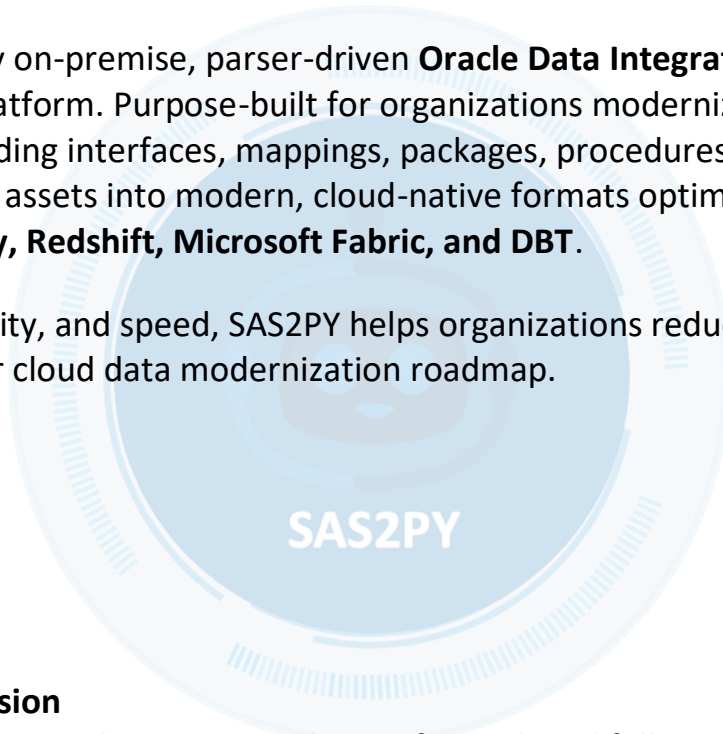 on-premise, parser-driven Oracle Data Integrat
atform. Purpose-built for organizations moderniz
ding interfaces, mappings, packages, procedures
assets into modern, cloud-native formats optim
y, Redshift, Microsoft Fabric, and DBT.
ity, and speed, SAS2PY helps organizations reduc
r cloud data modernization roadmap.
SAS2PY
sion